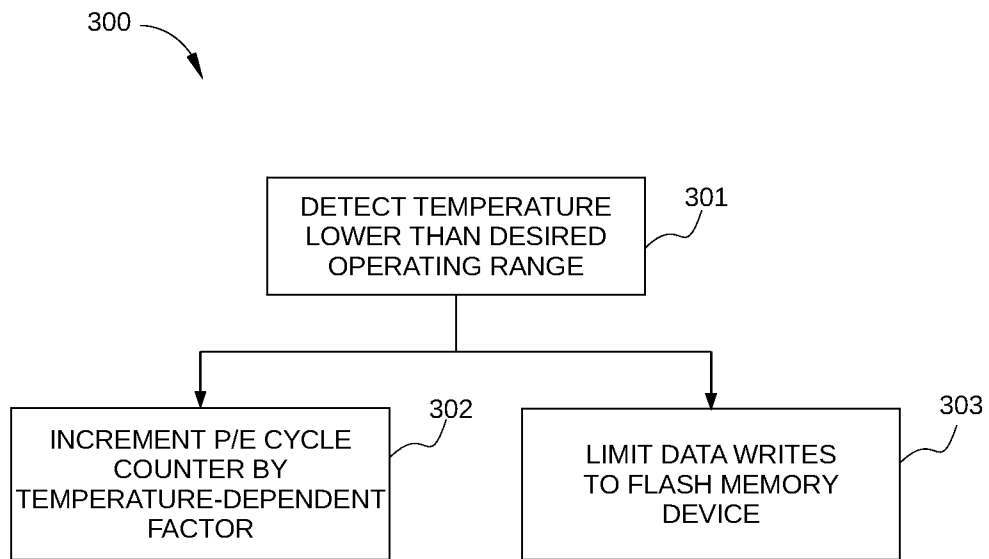 300
DETECT TEMPERATURE
LOWER THAN DESIRED
OPERATING RANGE
301
INCREMENT P/E CYCLE
COUNTER BY
TEMPERATURE-DEPENDENT
FACTOR
302
LIMIT DATA WRITES
TO FLASH MEMORY
DEVICE
303